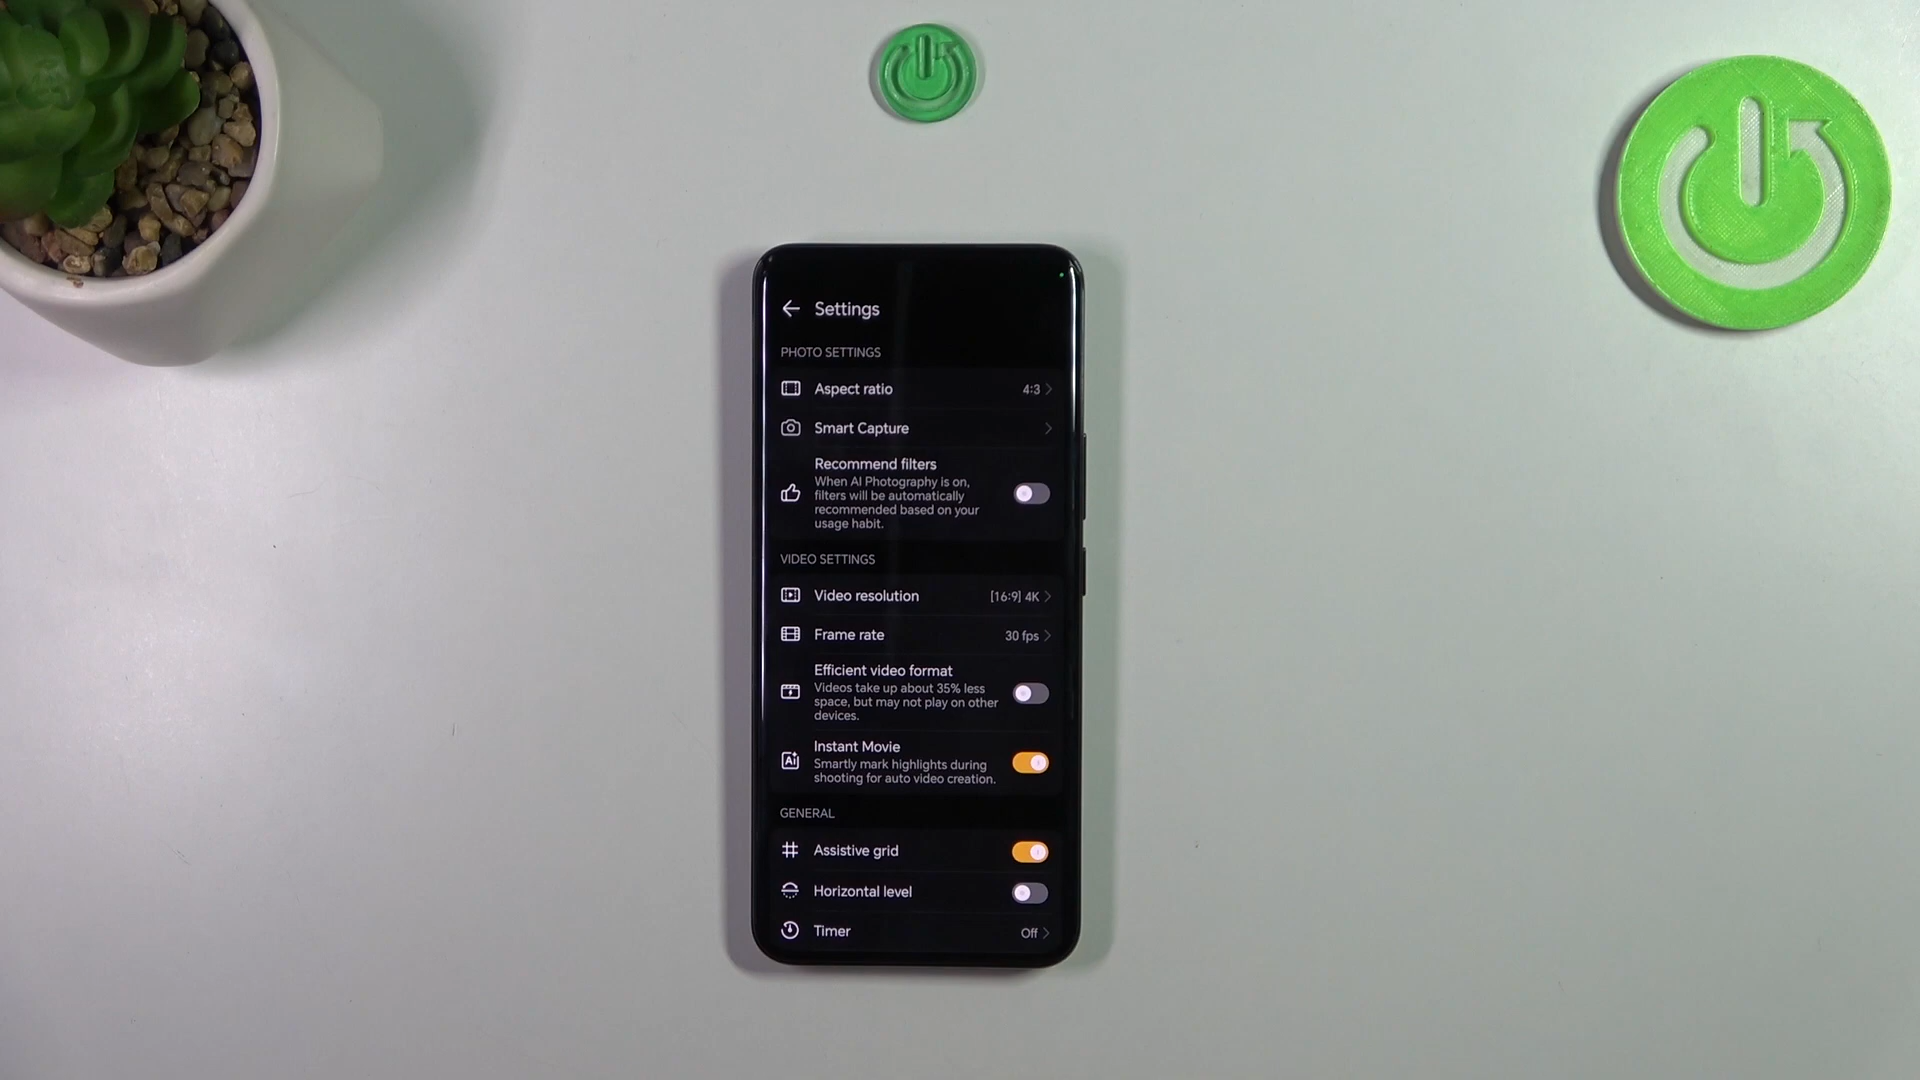 Settings
PHOTO SETTINGS
Aspect ratio 4:3
Smart Capture
Recommend filters
When AI Photography is on,
filters will be automatically
recommended based on your
usage habit.
VIDEO SETTINGS
Video resolution [16:9] 4K
Frame rate 30 fps
Efficient video format
Videos take up about 35% less
space, but may not play on other
devices.
Ai Instant Movie
Smartly mark highlights during
shooting for auto video creation.
GENERAL
Assistive grid
Horizontal level
Timer Off